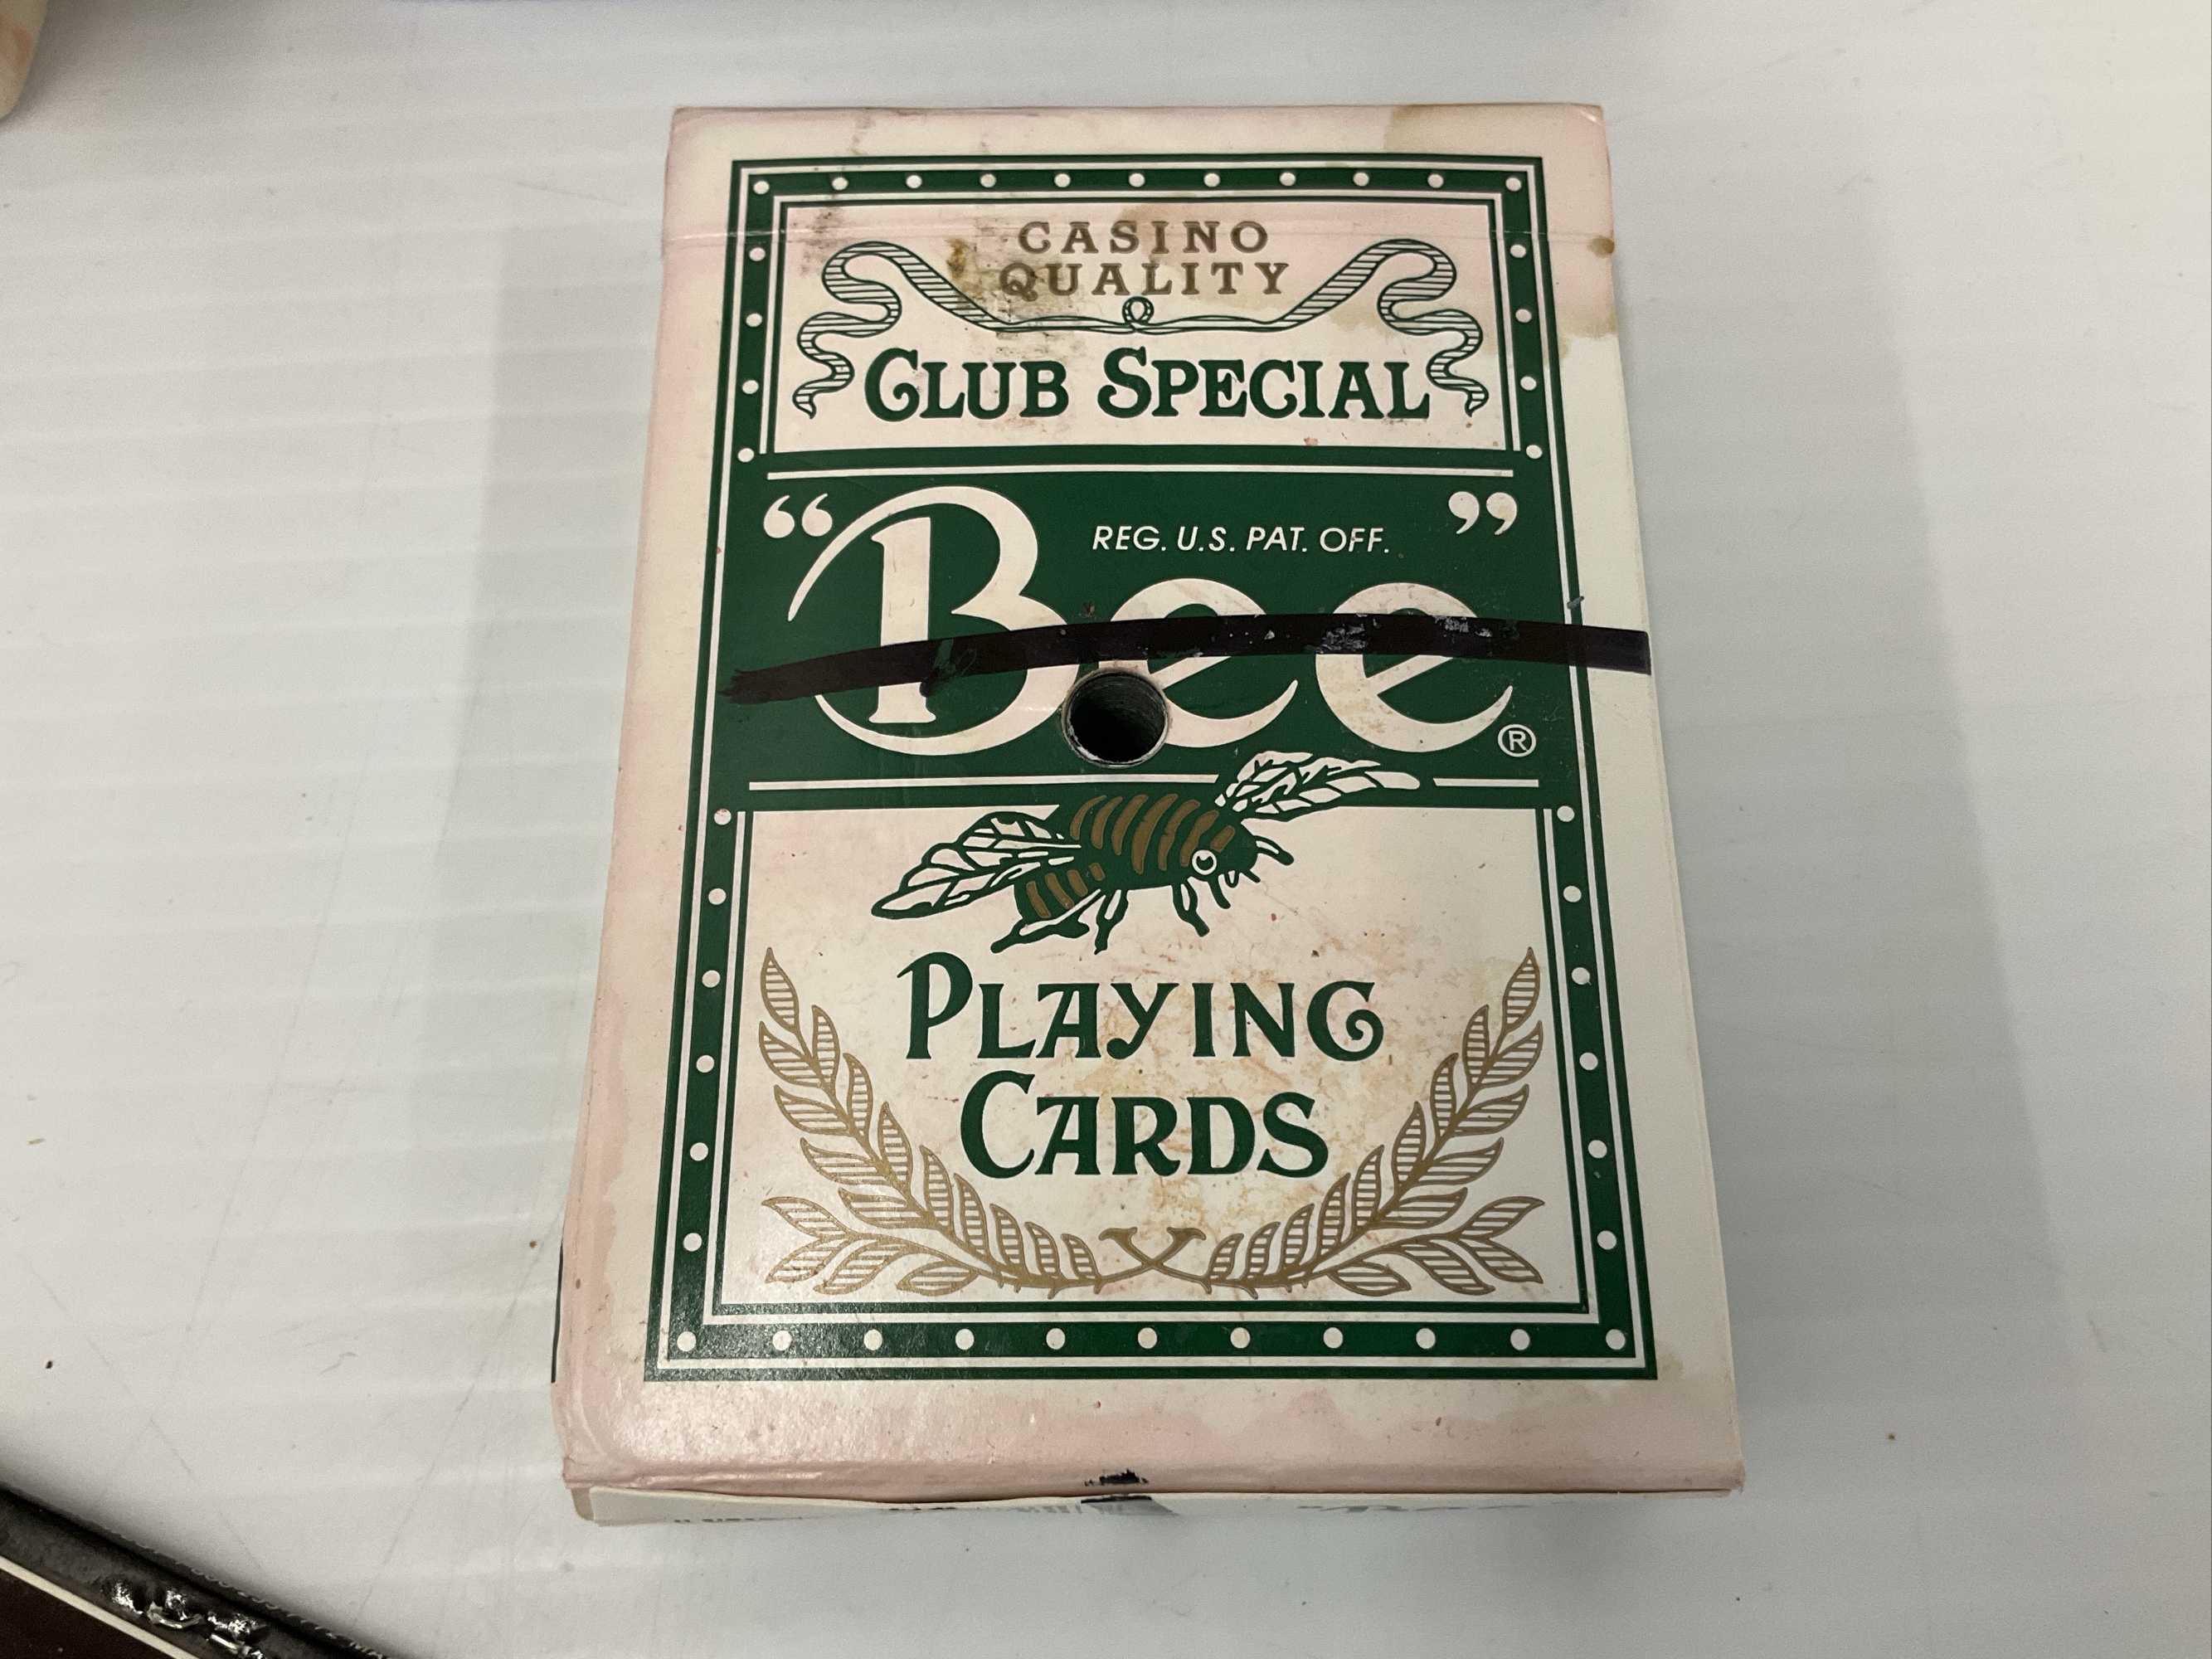 CASINO
QUALITY
CLUB SPECIAL
“Bee”
REG. U.S. PAT. OFF.
®
PLAYING
CARDS